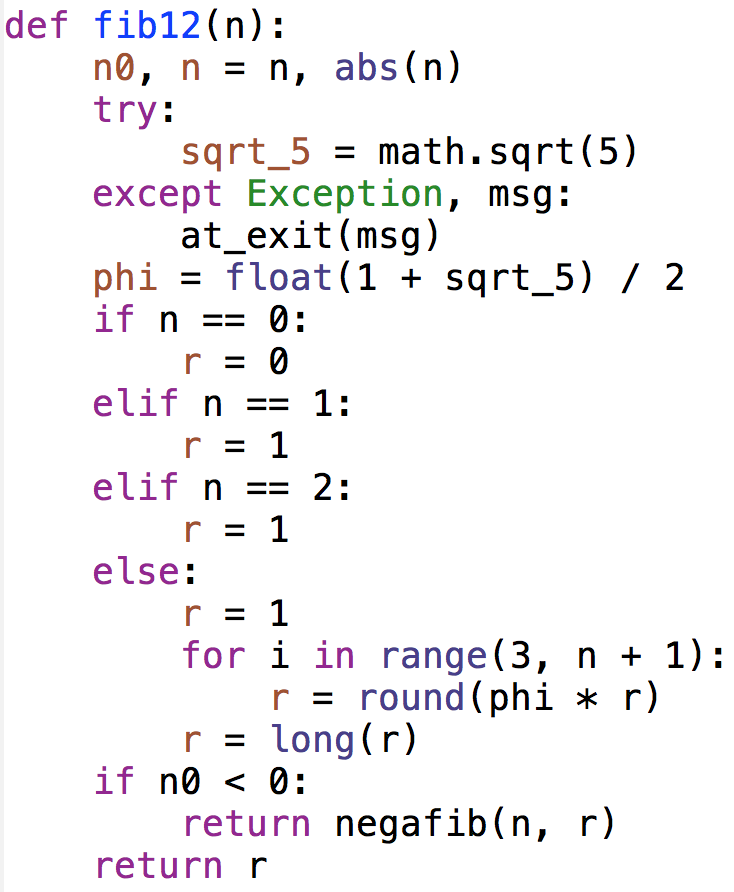 def fib12(n):
    n0, n = n, abs(n)
    try:
        sqrt_5 = math.sqrt(5)
    except Exception, msg:
        at_exit(msg)
    phi = float(1 + sqrt_5) / 2
    if n == 0:
        r = 0
    elif n == 1:
        r = 1
    elif n == 2:
        r = 1
    else:
        r = 1
        for i in range(3, n + 1):
            r = round(phi * r)
        r = long(r)
    if n0 < 0:
        return negafib(n, r)
    return r